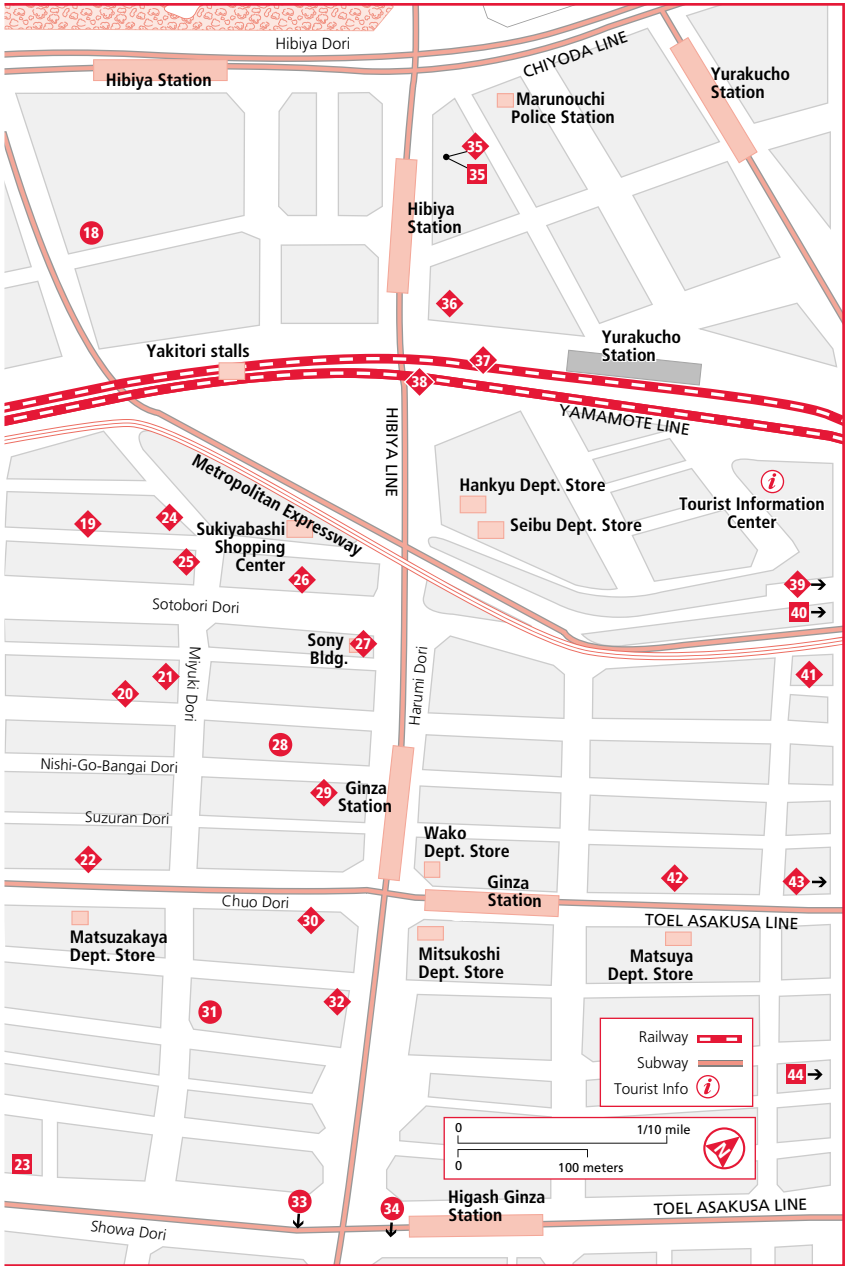 Hibiya Dori
CHIYODA LINE
Hibiya Station
Yurakucho
Station
Marunouchi
Police Station
35
35
Hibiya
Station
18
36
Yurakucho
Station
Yakitori stalls
37
38
YAMAMOTE LINE
HIBIYA LINE
Metropolitan Expressway
Hankyu Dept. Store
Seibu Dept. Store
Tourist Information
Center
i
19
24
Sukiyabashi
Shopping
Center
25
26
39
40
Sotobori Dori
Sony
Bldg.
27
Miyuki Dori
Harumi Dori
21
20
41
28
Nishi-Go-Bangai Dori
29
Ginza
Station
Suzuran Dori
Wako
Dept. Store
22
42
43
Ginza
Station
Chuo Dori
TOEL ASAKUSA LINE
30
Matsuzakaya
Dept. Store
Mitsukoshi
Dept. Store
Matsuya
Dept. Store
31
32
Railway
Subway
Tourist Info i
44
0
1/10 mile
0
100 meters
N
23
33
34
Higash Ginza
Station
TOEL ASAKUSA LINE
Showa Dori